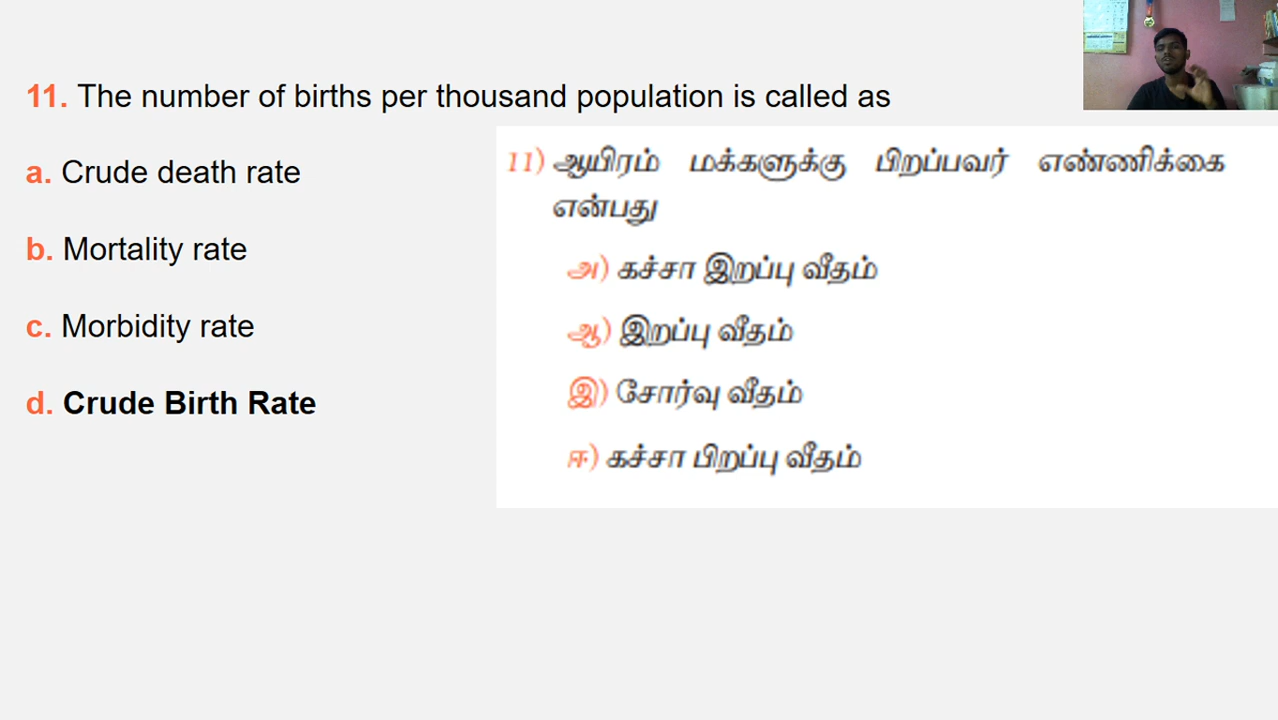 11. The number of births per thousand population is called as
a. Crude death rate
b. Mortality rate
c. Morbidity rate
d. Crude Birth Rate
11) ஆயிரம் மக்களுக்கு பிறப்பவர் எண்ணிக்கை
என்பது
அ) கச்சா இறப்பு வீதம்
ஆ) இறப்பு வீதம்
இ) சோர்வு வீதம்
ஈ) கச்சா பிறப்பு வீதம்